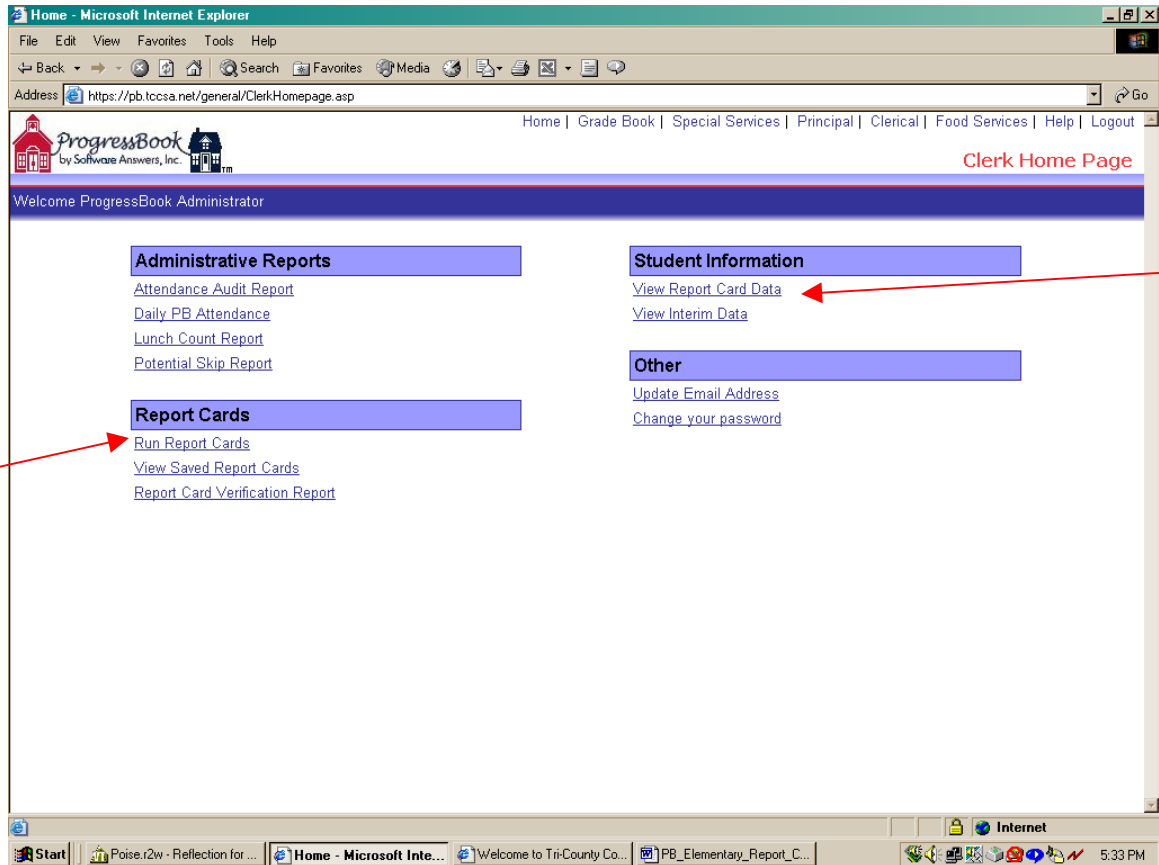 Home - Microsoft Internet Explorer
File Edit View Favorites Tools Help
Back Search Favorites Media
Address https://pb.tccsa.net/general/ClerkHomepage.asp Go
Home | Grade Book | Special Services | Principal | Clerical | Food Services | Help | Logout
ProgressBook
by Software Answers, Inc. TM
Clerk Home Page
Welcome ProgressBook Administrator
Administrative Reports
Attendance Audit Report
Daily PB Attendance
Lunch Count Report
Potential Skip Report
Report Cards
Run Report Cards
View Saved Report Cards
Report Card Verification Report
Student Information
View Report Card Data
View Interim Data
Other
Update Email Address
Change your password
Internet
Start Poise.r2w - Reflection for ... Home - Microsoft Inte... Welcome to Tri-County Co... PB_Elementary_Report_C... 5:33 PM